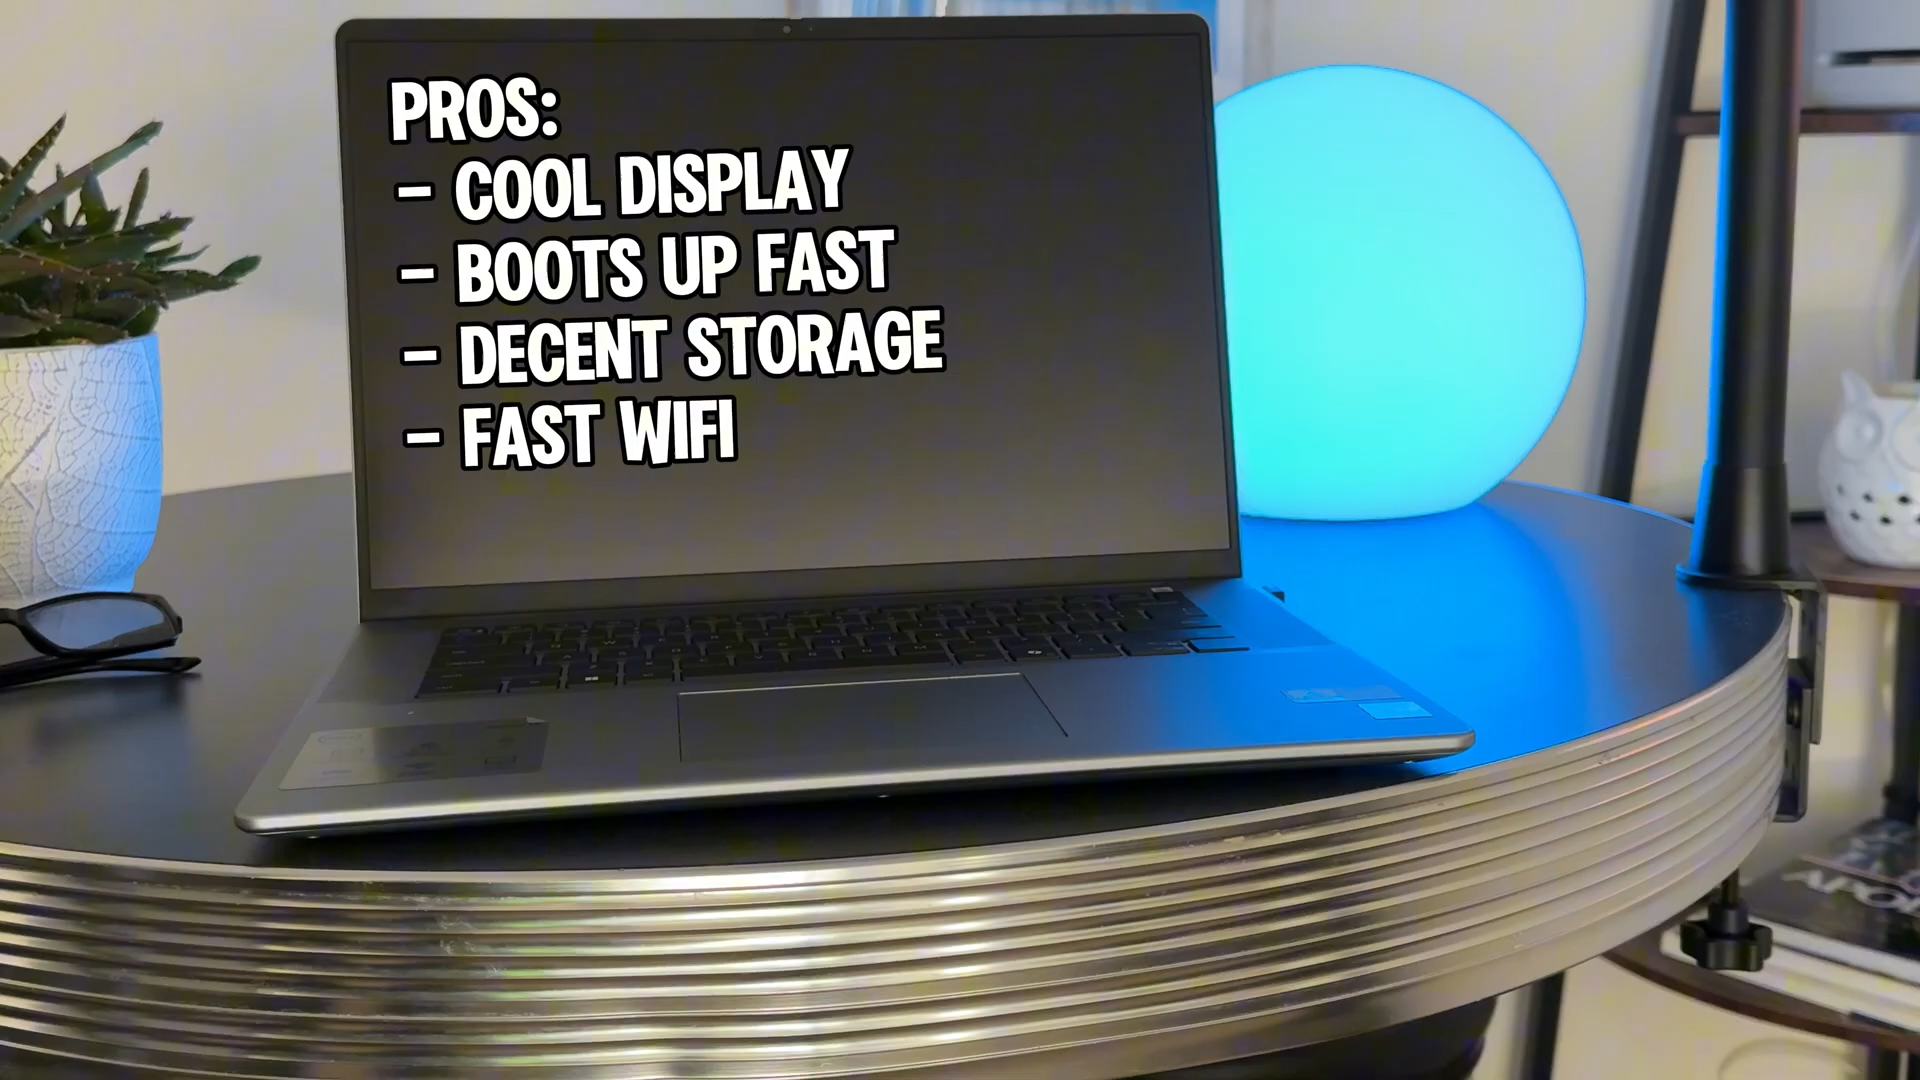 PROS:
- COOL DISPLAY
- BOOTS UP FAST
- DECENT STORAGE
- FAST WIFI